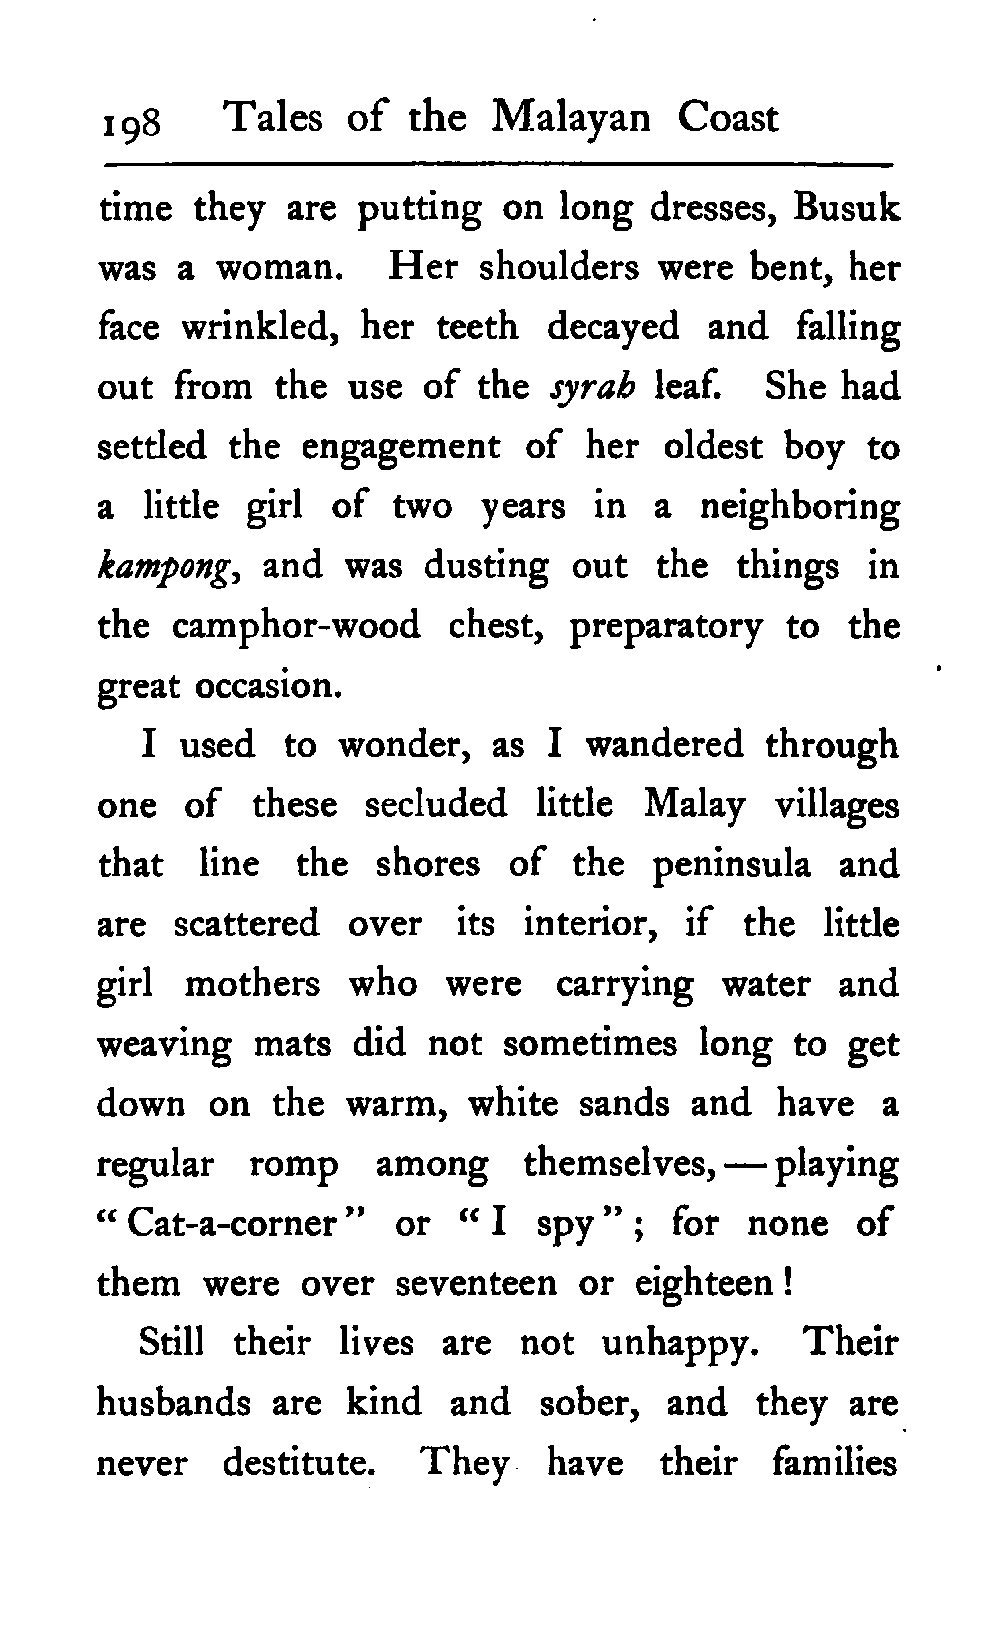 198 Tales of the Malayan Coast
time they are putting on long dresses, Busuk
was a woman. Her shoulders were bent, her
face wrinkled, her teeth decayed and falling
out from the use of the syrah leaf. She had
settled the engagement of her oldest boy to
a little girl of two years in a neighboring
kampong, and was dusting out the things in
the camphor-wood chest, preparatory to the
great occasion.
I used to wonder, as I wandered through
one of these secluded little Malay villages
that line the shores of the peninsula and
are scattered over its interior, if the little
girl mothers who were carrying water and
weaving mats did not sometimes long to get
down on the warm, white sands and have a
regular romp among themselves, — playing
“Cat-a-corner” or “I spy”; for none of
them were over seventeen or eighteen!
Still their lives are not unhappy. Their
husbands are kind and sober, and they are
never destitute. They have their families